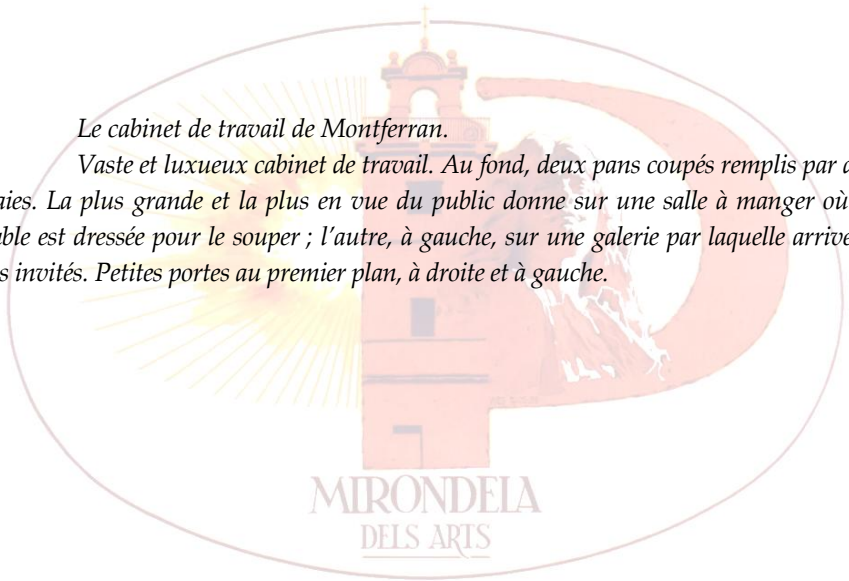 Le cabinet de travail de Montferran.
Vaste et luxueux cabinet de travail. Au fond, deux pans coupés remplis par
aies. La plus grande et la plus en vue du public donne sur une salle à manger où
ble est dressée pour le souper ; l'autre, à gauche, sur une galerie par laquelle arrive
s invités. Petites portes au premier plan, à droite et à gauche.
MIRONDELA
DELS ARTS